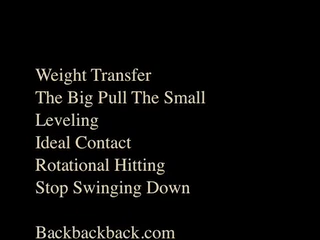 Weight Transfer
The Big Pull The Small
Leveling
Ideal Contact
Rotational Hitting
Stop Swinging Down
Backbackback.com